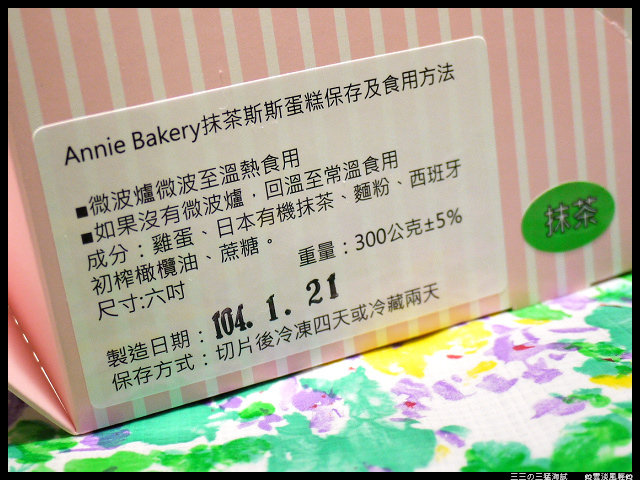 Annie Bakery抹茶斯斯蛋糕保存及食用方法
■微波爐微波至溫熱食用
■如果沒有微波爐，回溫至常溫食用
成分：雞蛋、日本有機抹茶、麵粉、西班牙
初榨橄欖油、蔗糖。
重量：300公克±5%
尺寸:六吋
製造日期：104.1.21
保存方式：切片後冷凍四天或冷藏兩天
抹茶